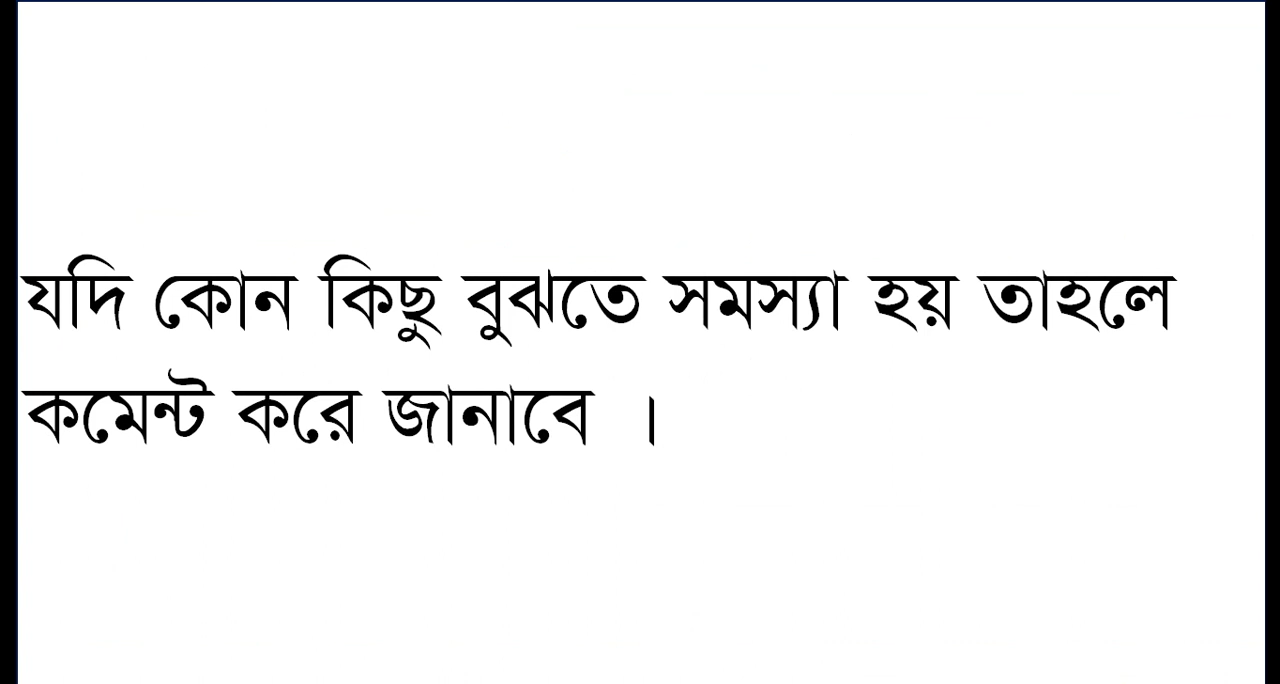 যদি কোন কিছু বুঝতে সমস্যা হয় তাহলে
কমেন্ট করে জানাবে ।